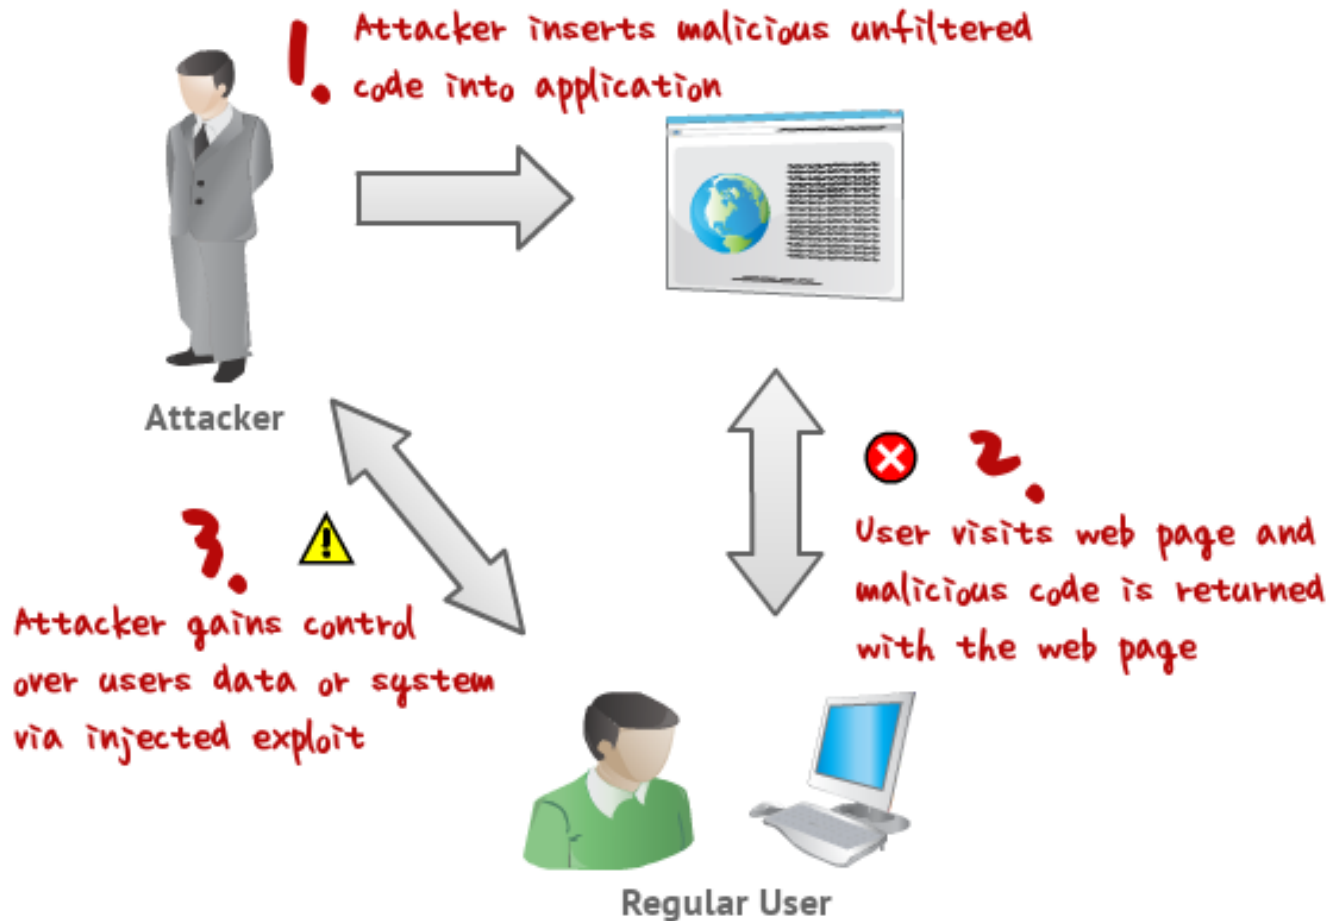 1. Attacker inserts malicious unfiltered
code into application
Attacker
2.
User visits web page and
malicious code is returned
with the web page
3.
Attacker gains control
over users data or system
via injected exploit
Regular User